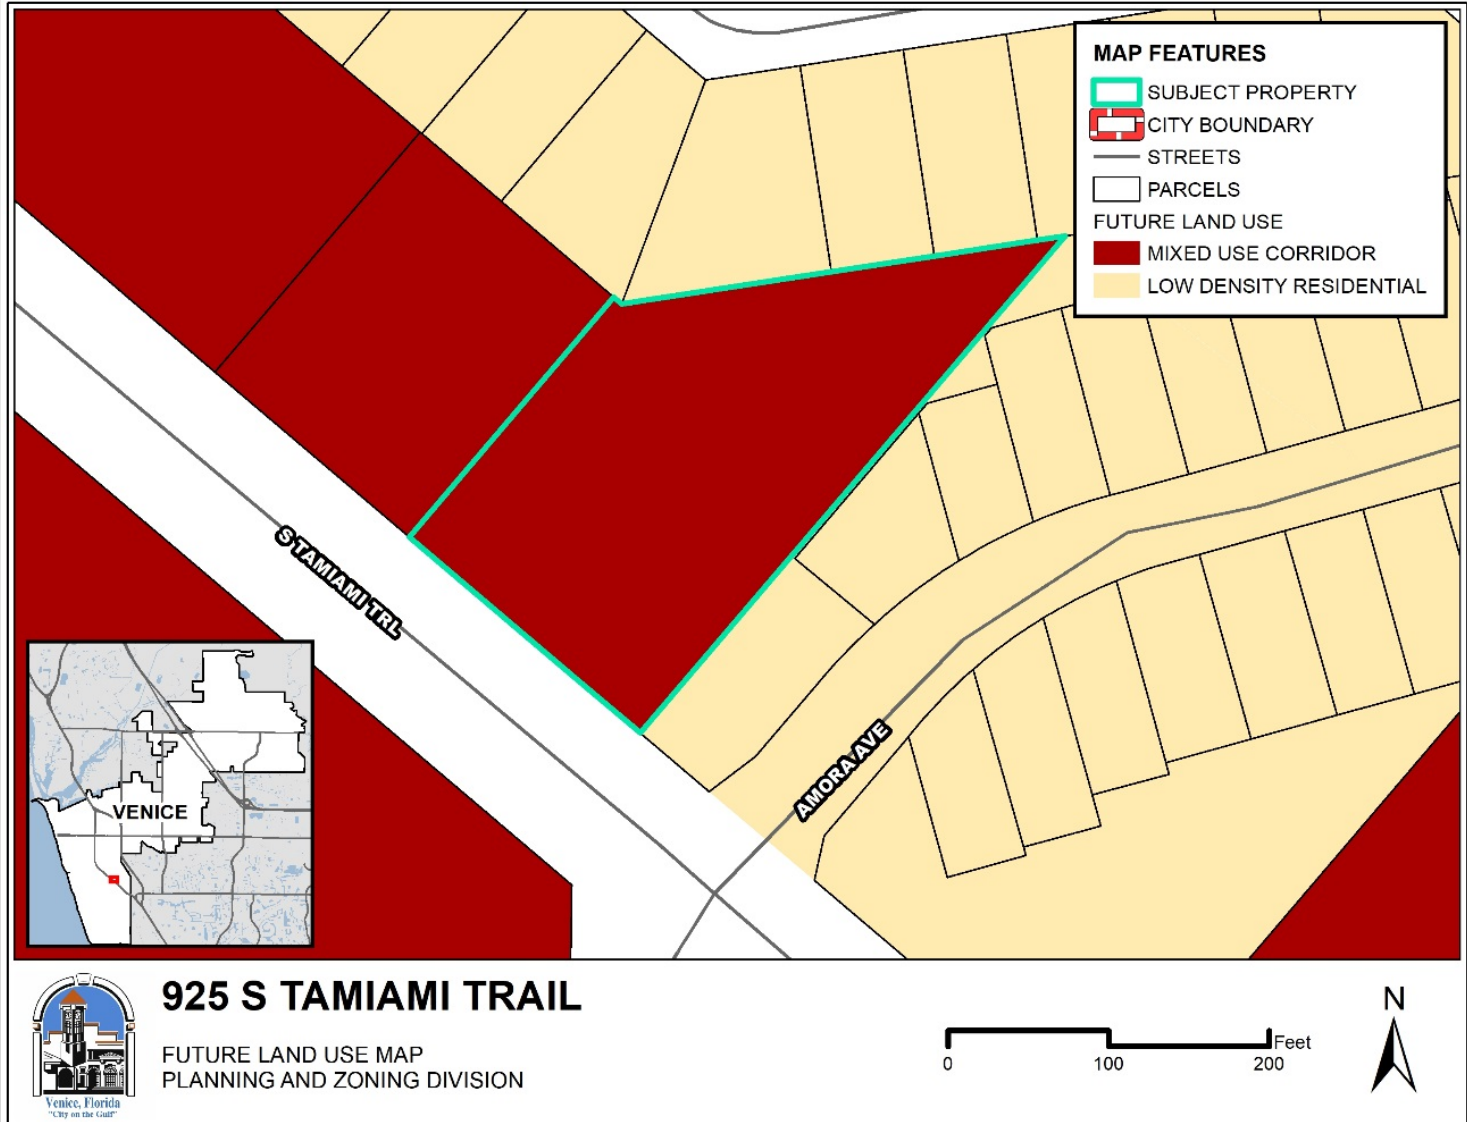 MAP FEATURES
SUBJECT PROPERTY
CITY BOUNDARY
STREETS
PARCELS
FUTURE LAND USE
MIXED USE CORRIDOR
LOW DENSITY RESIDENTIAL
S TAMIAMI TRL
AMORA AVE
VENICE
925 S TAMIAMI TRAIL
FUTURE LAND USE MAP
PLANNING AND ZONING DIVISION
Venice, Florida
"City on the Gulf"
0 100 200 Feet
N